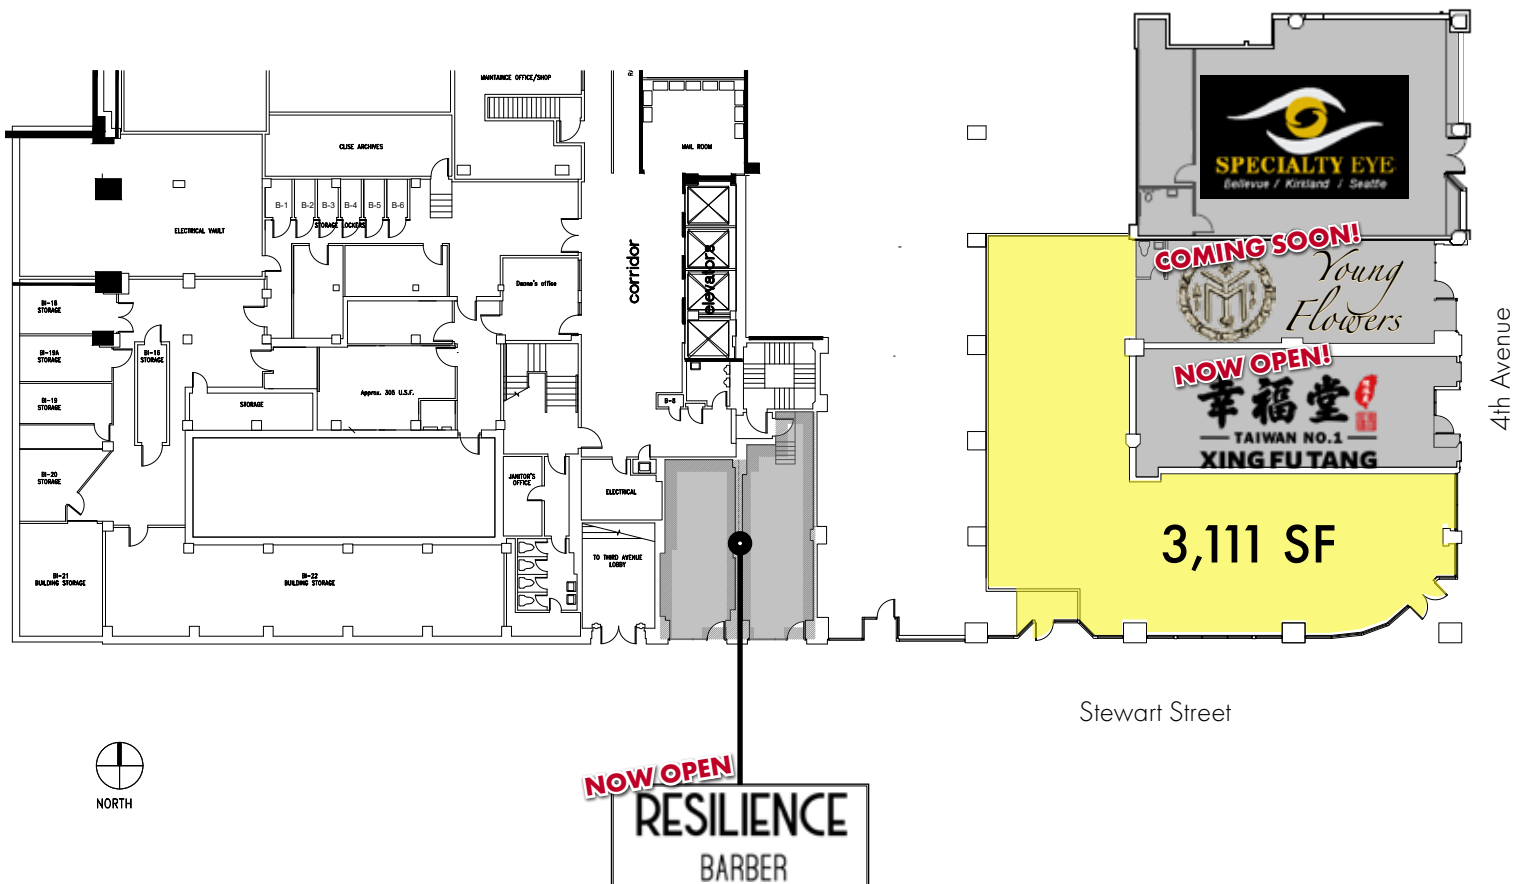 MAINTAINCE OFFICE/SHOP
CLISE ARCHIVES
MAIL ROOM
SPECIALTY EYE
Bellevue / Kirkland / Seattle
B-1
B-2
B-3
B-4
B-5
B-6
STORAGE LOCKERS
ELECTRICAL VAULT
corridor
elevators
COMING SOON!
Young
Flowers
BI-18
STORAGE
BI-19A
STORAGE
BI-16
STORAGE
BI-19
STORAGE
STORAGE
Approx. 305 U.S.F.
B-8
NOW OPEN!
幸福堂
TAIWAN NO.1
XING FU TANG
4th Avenue
BI-20
STORAGE
JANITOR'S
OFFICE
ELECTRICAL
3,111 SF
TO THIRD AVENUE
LOBBY
BI-21
BUILDING STORAGE
BI-22
BUILDING STORAGE
Stewart Street
NORTH
NOW OPEN
RESILIENCE
BARBER